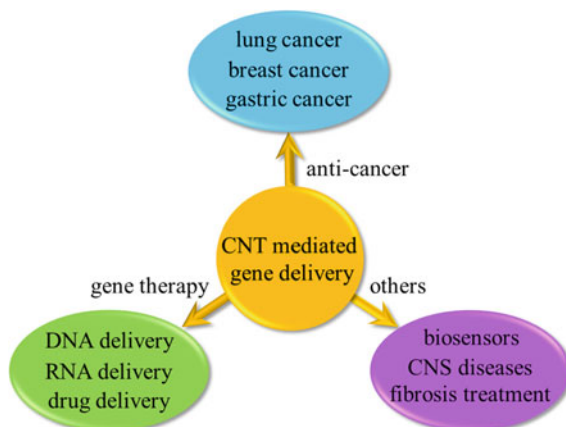 lung cancer
breast cancer
gastric cancer
anti-cancer
CNT mediated
gene delivery
gene therapy
others
DNA delivery
RNA delivery
drug delivery
biosensors
CNS diseases
fibrosis treatment